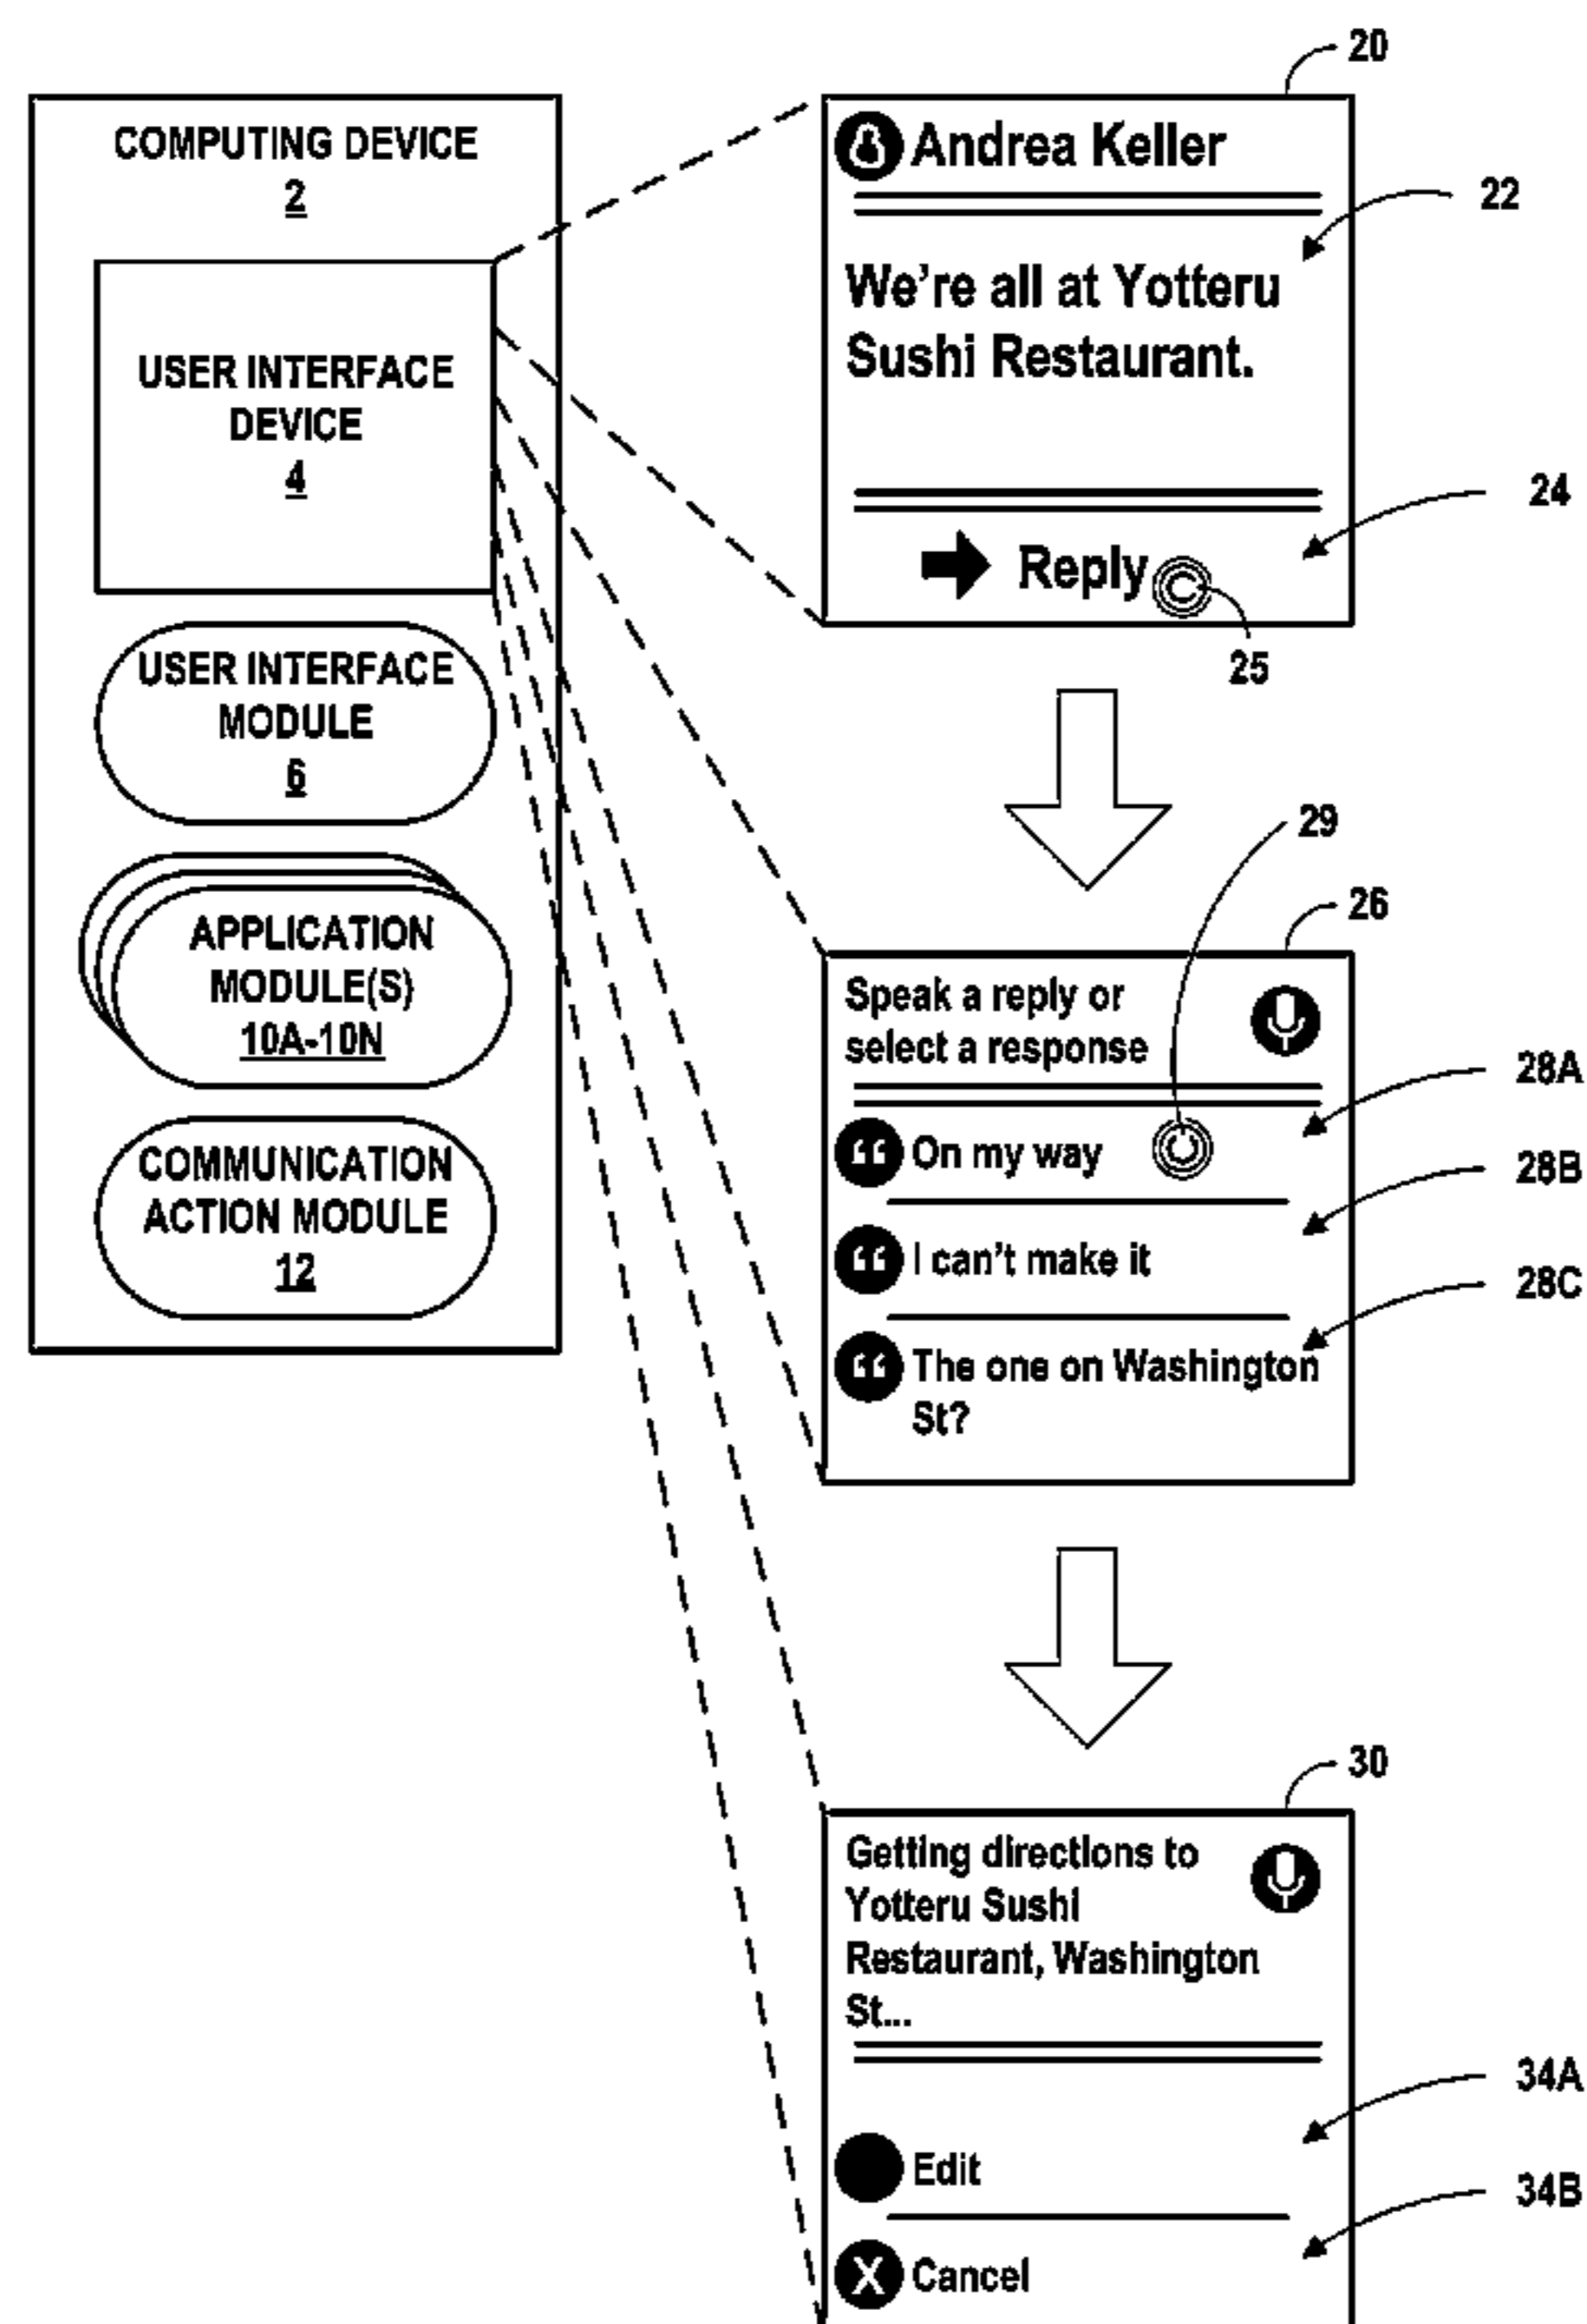 COMPUTING DEVICE
2
USER INTERFACE
DEVICE
4
USER INTERFACE
MODULE
6
APPLICATION
MODULE(S)
10A-10N
COMMUNICATION
ACTION MODULE
12
20
Andrea Keller
22
We're all at Yotteru
Sushi Restaurant.
24
Reply
25
29
26
Speak a reply or
select a response
28A
On my way
28B
I can't make it
28C
The one on Washington
St?
30
Getting directions to
Yotteru Sushi
Restaurant, Washington
St...
34A
Edit
34B
X Cancel